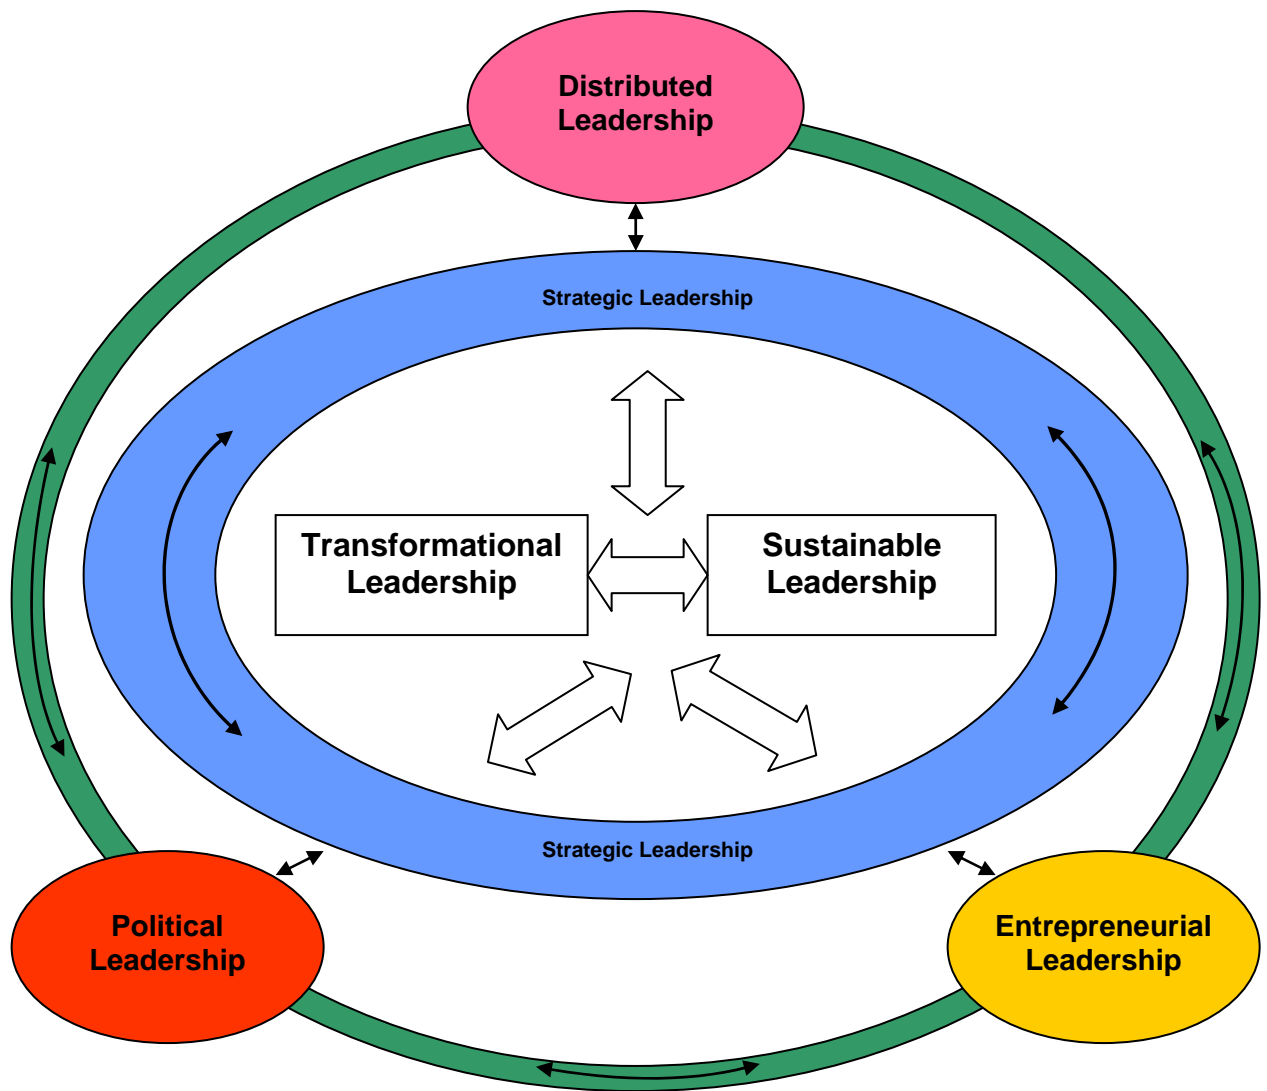 Distributed
Leadership
Strategic Leadership
Transformational
Leadership
Sustainable
Leadership
Strategic Leadership
Political
Leadership
Entrepreneurial
Leadership